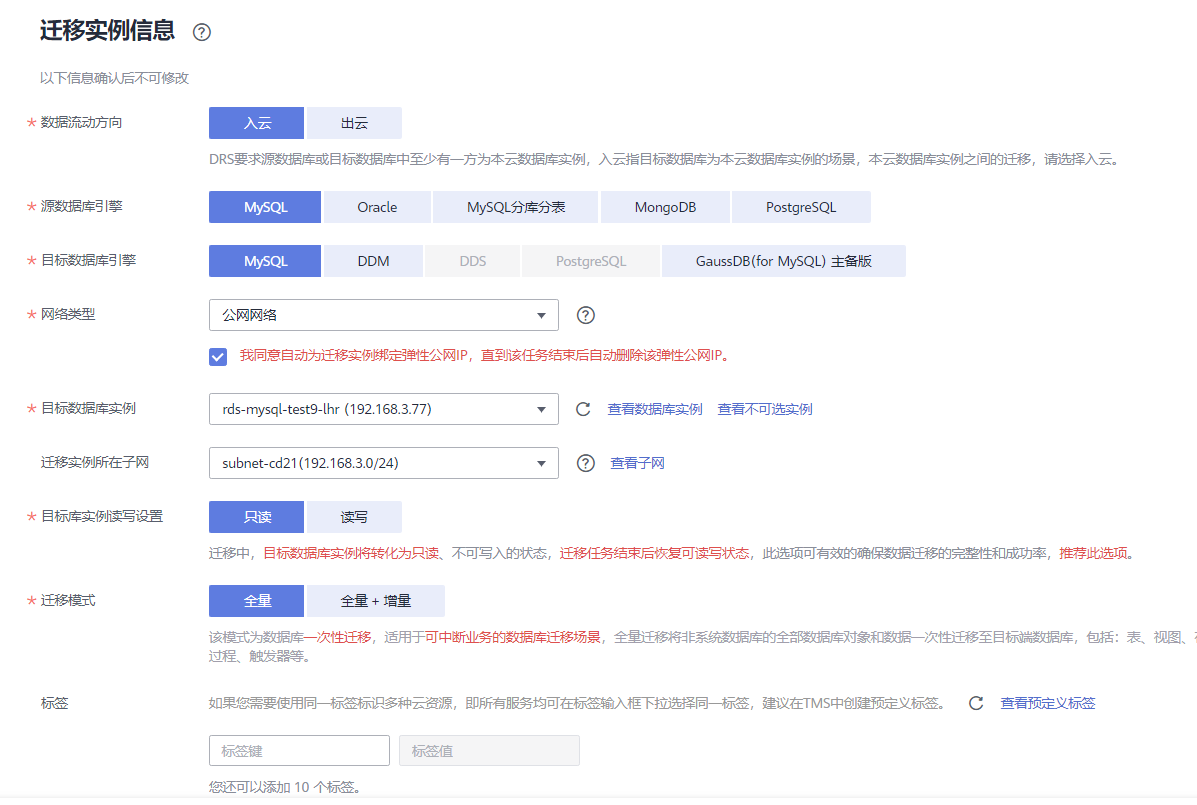 迁移实例信息 ?
以下信息确认后不可修改
* 数据流动方向 入云 出云
DRS要求源数据库或目标数据库中至少有一方为本云数据库实例，入云指目标数据库为本云数据库实例的场景，本云数据库实例之间的迁移，请选择入云。
* 源数据库引擎 MySQL Oracle MySQL分库分表 MongoDB PostgreSQL
* 目标数据库引擎 MySQL DDM DDS PostgreSQL GaussDB(for MySQL) 主备版
* 网络类型 公网网络 ?
我同意自动为迁移实例绑定弹性公网IP，直到该任务结束后自动删除该弹性公网IP。
* 目标数据库实例 rds-mysql-test9-lhr (192.168.3.77) 查看数据库实例 查看不可选实例
迁移实例所在子网 subnet-cd21(192.168.3.0/24) ? 查看子网
* 目标库实例读写设置 只读 读写
迁移中，目标数据库实例将转化为只读、不可写入的状态，迁移任务结束后恢复可读写状态，此选项可有效的确保数据迁移的完整性和成功率，推荐此选项。
* 迁移模式 全量 全量 + 增量
该模式为数据库一次性迁移，适用于可中断业务的数据库迁移场景，全量迁移将非系统数据库的全部数据库对象和数据一次性迁移至目标端数据库，包括：表、视图、
过程、触发器等。
标签 如果您需要使用同一标签标识多种云资源，即所有服务均可在标签输入框下拉选择同一标签，建议在TMS中创建预定义标签。 查看预定义标签
标签键 标签值
您还可以添加 10 个标签。